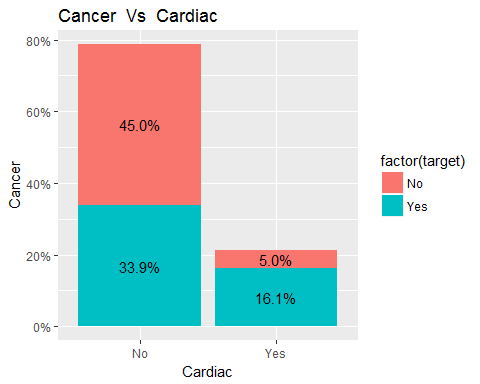 Cancer Vs Cardiac
80%
60%
40%
20%
0%
Cancer
45.0%
33.9%
5.0%
16.1%
No
Yes
Cardiac
factor(target)
No
Yes